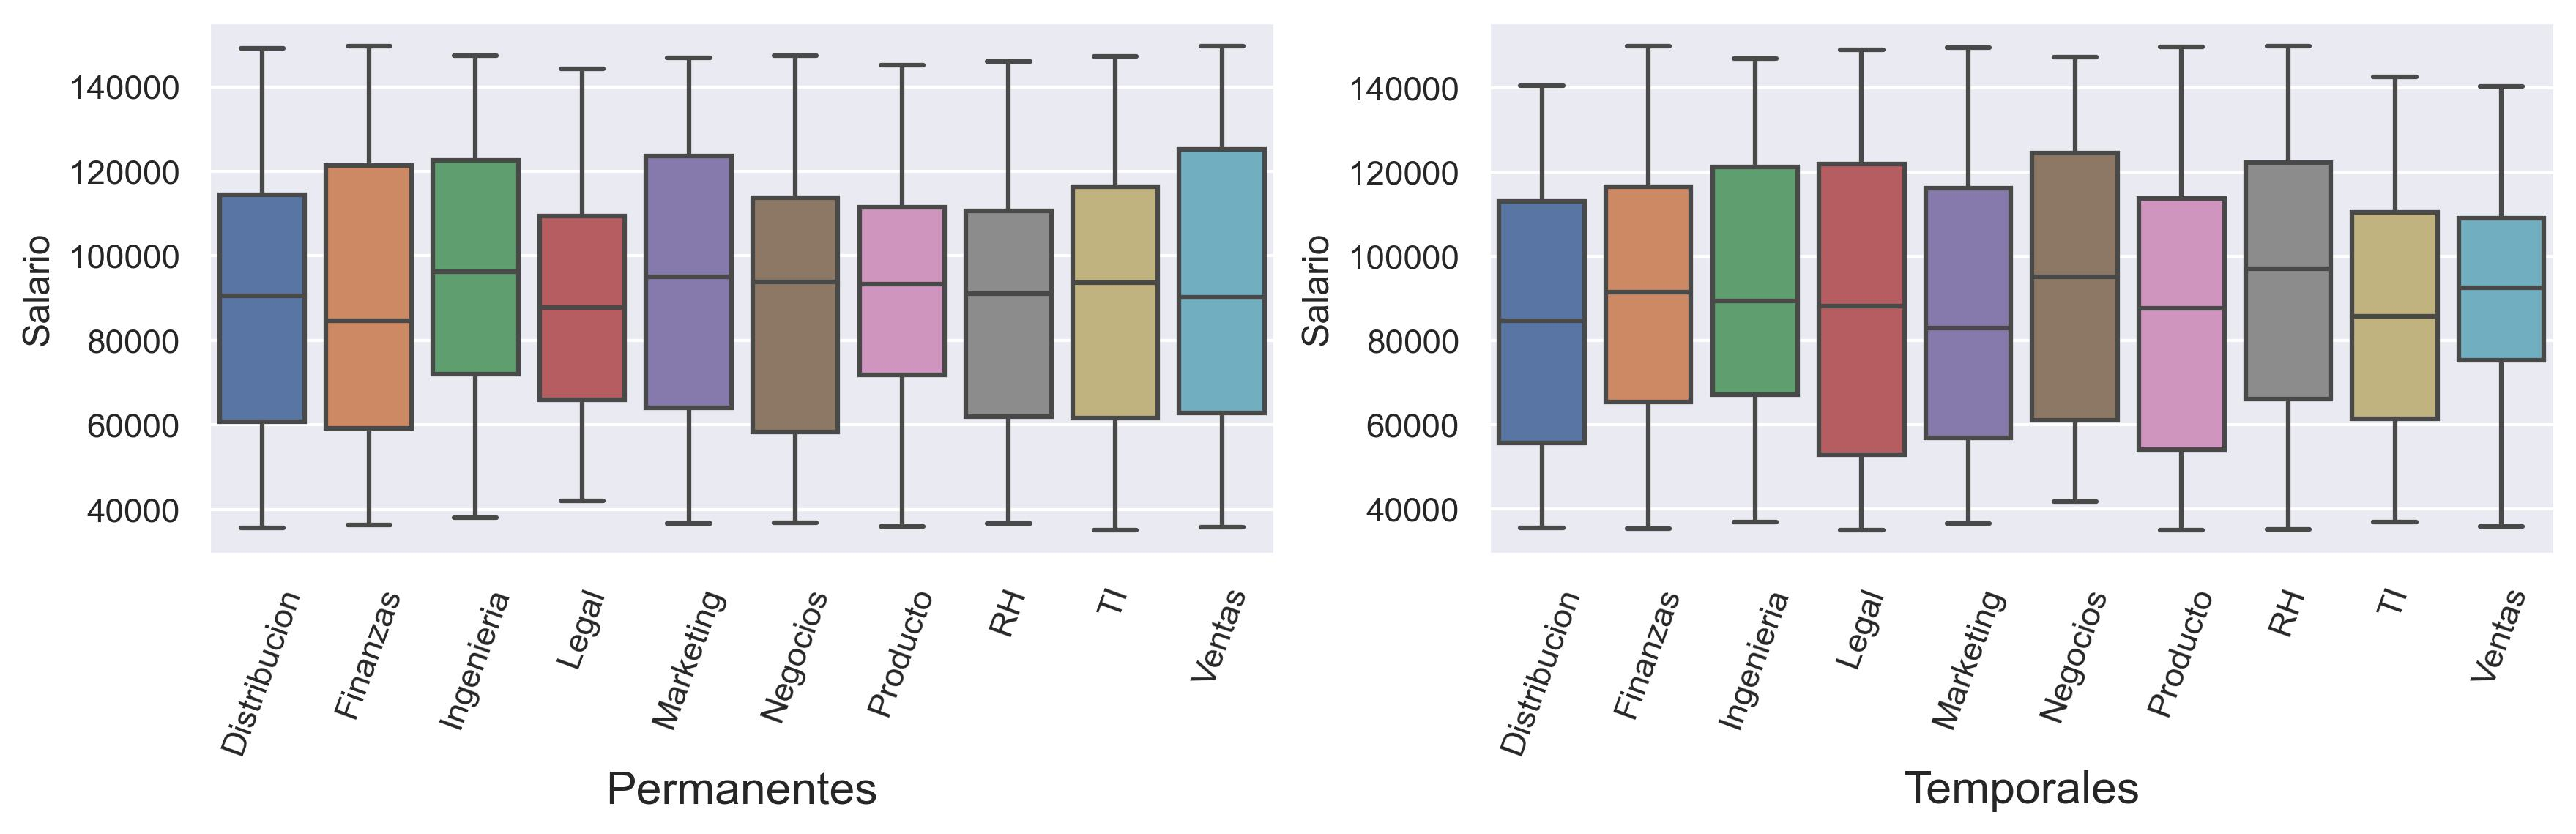 Salario
140000
120000
100000
80000
60000
40000
Distribucion
Finanzas
Ingenieria
Legal
Marketing
Negocios
Producto
RH
TI
Ventas
Permanentes
Salario
140000
120000
100000
80000
60000
40000
Distribucion
Finanzas
Ingenieria
Legal
Marketing
Negocios
Producto
RH
TI
Ventas
Temporales